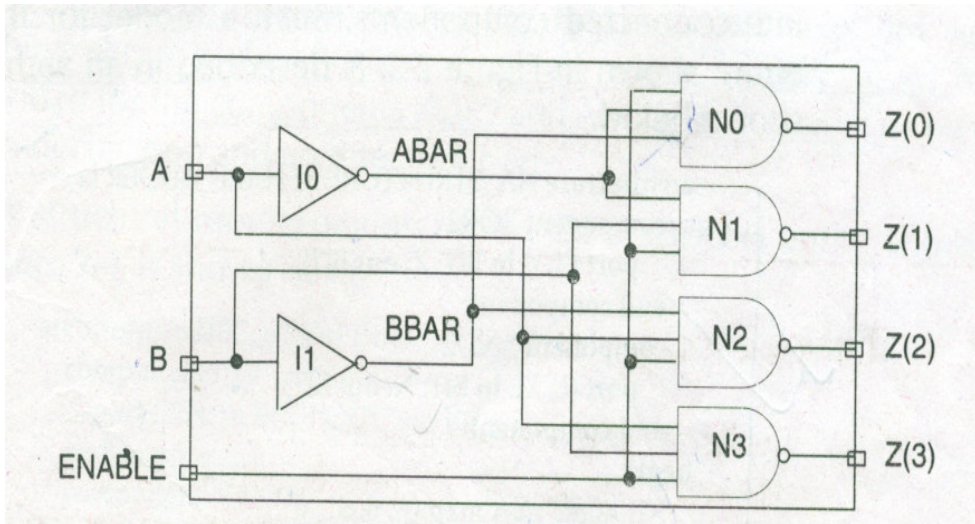 N0
Z(0)
ABAR
A
I0
N1
Z(1)
BBAR
N2
Z(2)
B
I1
N3
Z(3)
ENABLE